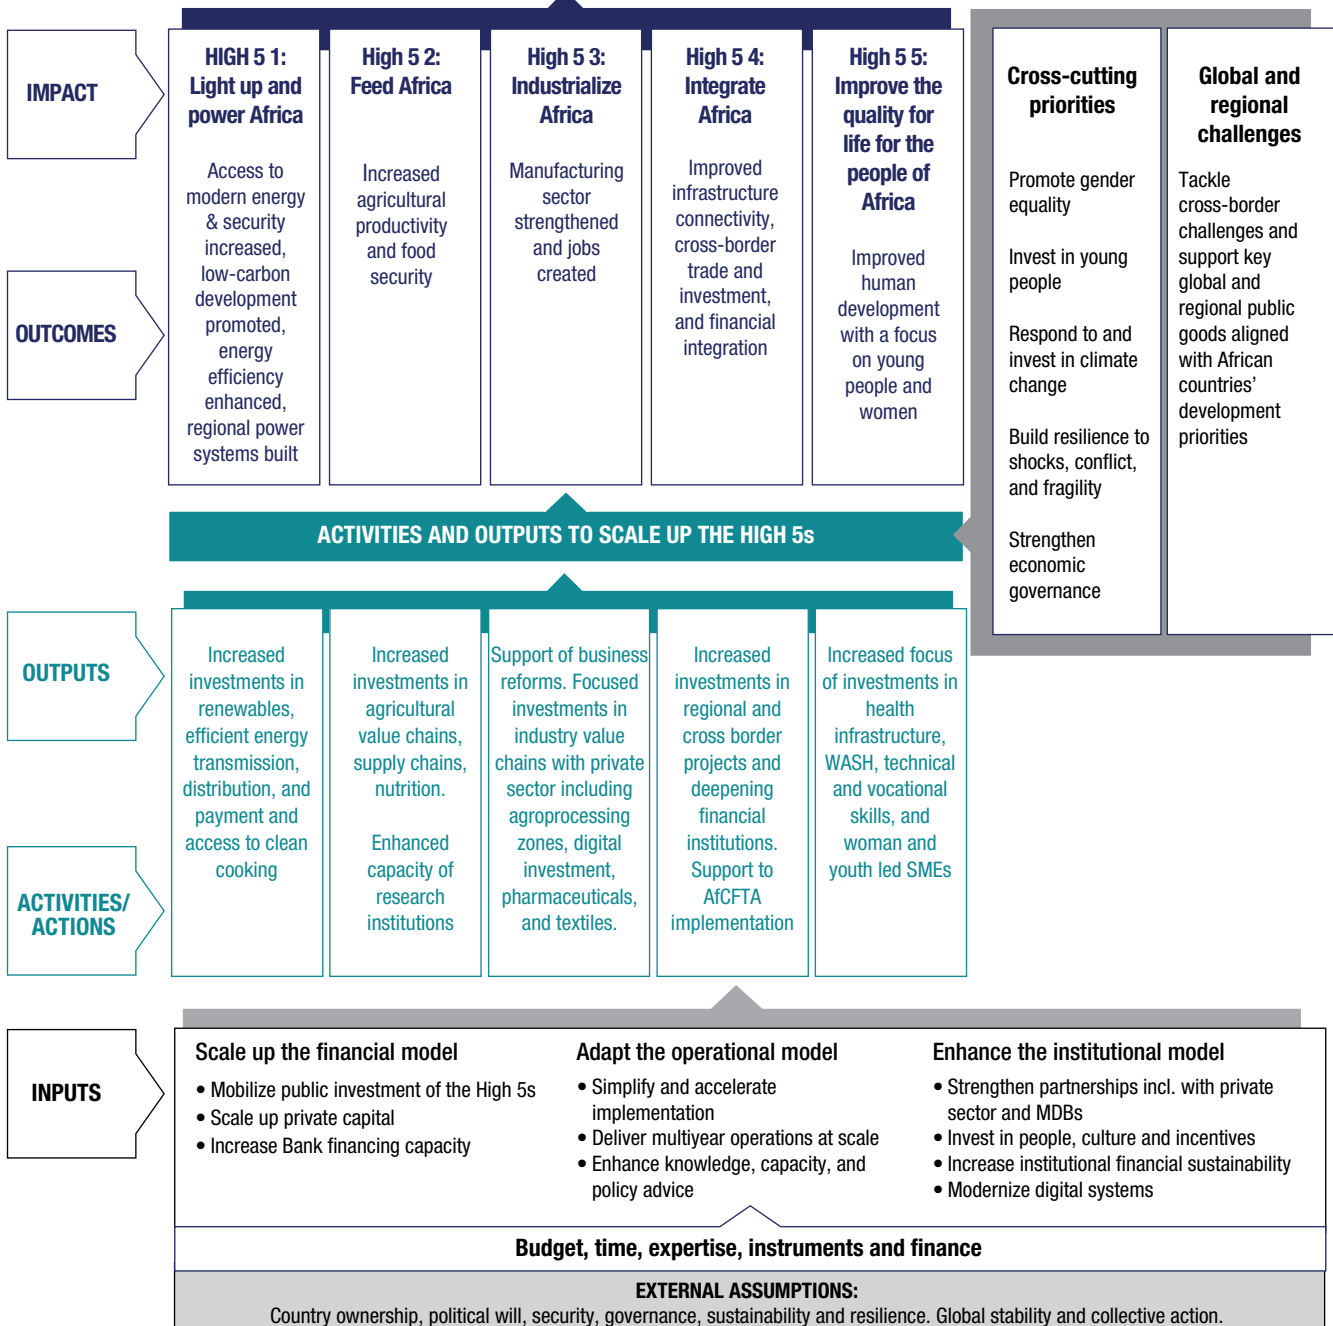 IMPACT
HIGH 5 1:
Light up and
power Africa
Access to
modern energy
& security
increased,
low-carbon
development
promoted,
energy
efficiency
enhanced,
regional power
systems built
High 5 2:
Feed Africa
Increased
agricultural
productivity
and food
security
High 5 3:
Industrialize
Africa
Manufacturing
sector
strengthened
and jobs
created
High 5 4:
Integrate
Africa
Improved
infrastructure
connectivity,
cross-border
trade and
investment,
and financial
integration
High 5 5:
Improve the
quality for
life for the
people of
Africa
Improved
human
development
with a focus
on young
people and
women
Cross-cutting
priorities
Promote gender
equality
Invest in young
people
Respond to and
invest in climate
change
Build resilience to
shocks, conflict,
and fragility
Strengthen
economic
governance
Global and
regional
challenges
Tackle
cross-border
challenges and
support key
global and
regional public
goods aligned
with African
countries'
development
priorities
OUTCOMES
ACTIVITIES AND OUTPUTS TO SCALE UP THE HIGH 5s
OUTPUTS
Increased
investments in
renewables,
efficient energy
transmission,
distribution, and
payment and
access to clean
cooking
Increased
investments in
agricultural
value chains,
supply chains,
nutrition.
Enhanced
capacity of
research
institutions
Support of business
reforms. Focused
investments in
industry value
chains with private
sector including
agroprocessing
zones, digital
investment,
pharmaceuticals,
and textiles.
Increased
investments in
regional and
cross border
projects and
deepening
financial
institutions.
Support to
AfCFTA
implementation
Increased focus
of investments in
health
infrastructure,
WASH, technical
and vocational
skills, and
woman and
youth led SMEs
ACTIVITIES/
ACTIONS
INPUTS
Scale up the financial model
• Mobilize public investment of the High 5s
• Scale up private capital
• Increase Bank financing capacity
Adapt the operational model
• Simplify and accelerate
implementation
• Deliver multiyear operations at scale
• Enhance knowledge, capacity, and
policy advice
Enhance the institutional model
• Strengthen partnerships incl. with private
sector and MDBs
• Invest in people, culture and incentives
• Increase institutional financial sustainability
• Modernize digital systems
Budget, time, expertise, instruments and finance
EXTERNAL ASSUMPTIONS:
Country ownership, political will, security, governance, sustainability and resilience. Global stability and collective action.